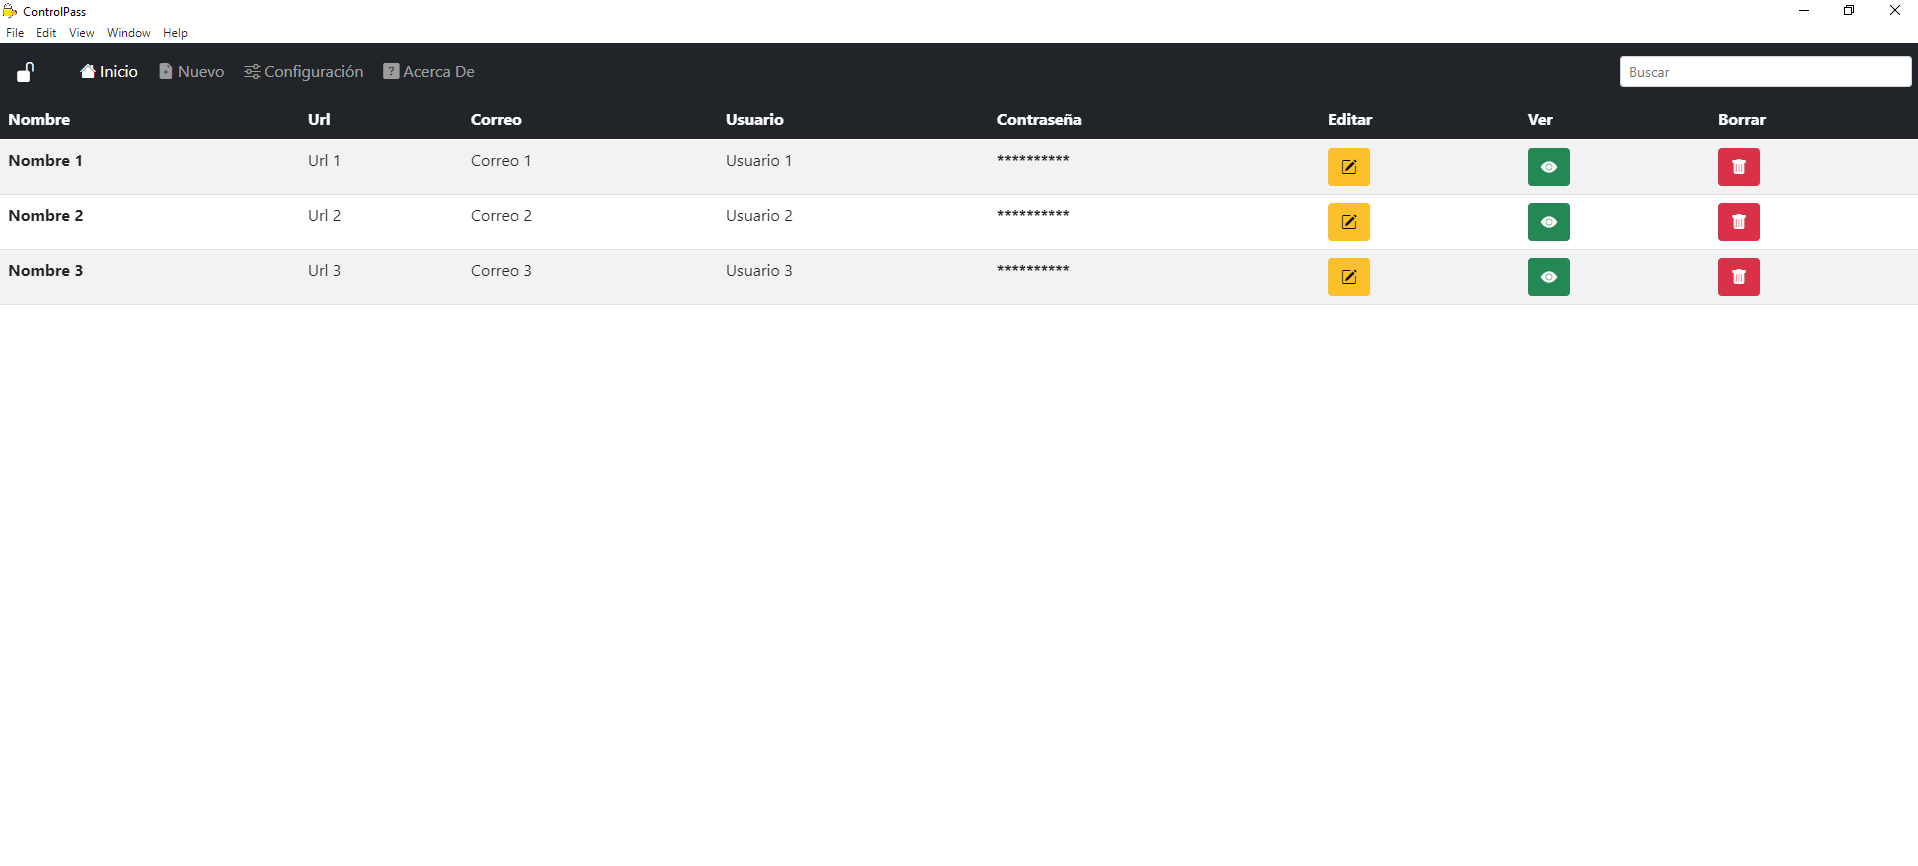 ControlPass
File Edit View Window Help
Inicio Nuevo Configuración Acerca De Buscar
Nombre Url Correo Usuario Contraseña Editar Ver Borrar
Nombre 1 Url 1 Correo 1 Usuario 1 **********
Nombre 2 Url 2 Correo 2 Usuario 2 **********
Nombre 3 Url 3 Correo 3 Usuario 3 **********